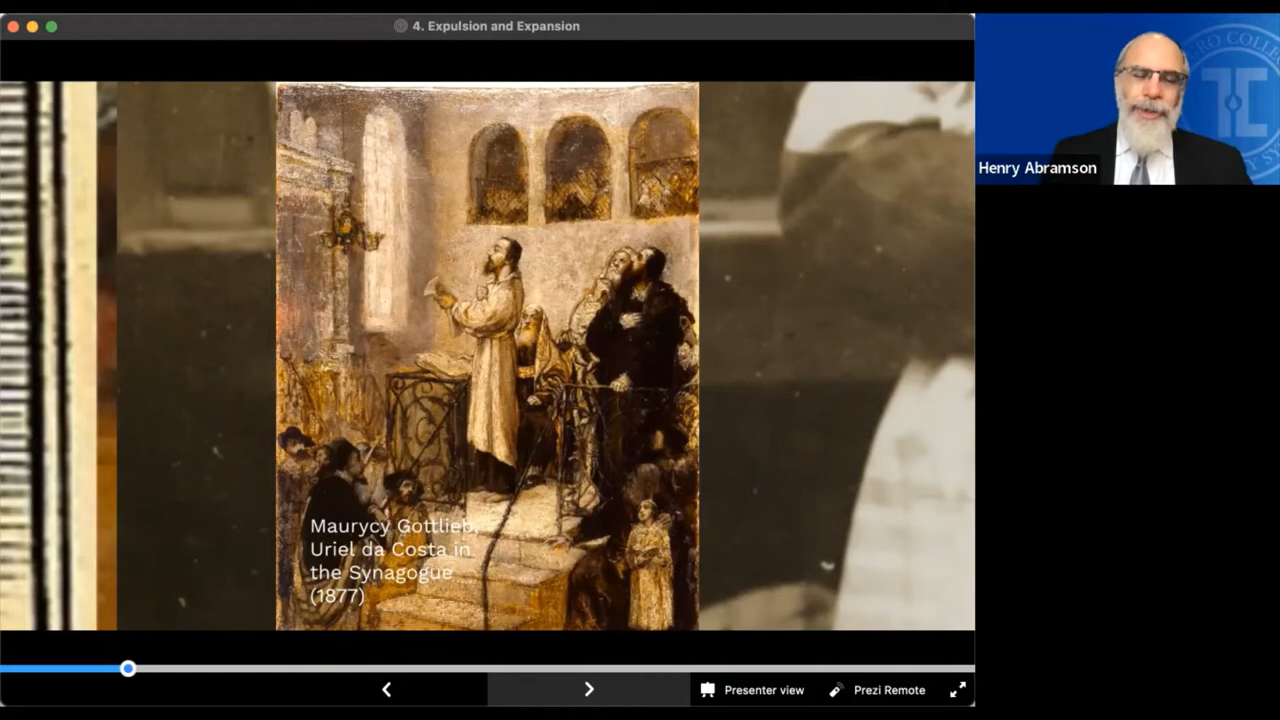 4. Expulsion and Expansion
Henry Abramson
Maurycy Gottlieb,
Uriel da Costa in
the Synagogue
(1877)
Presenter view
Prezi Remote